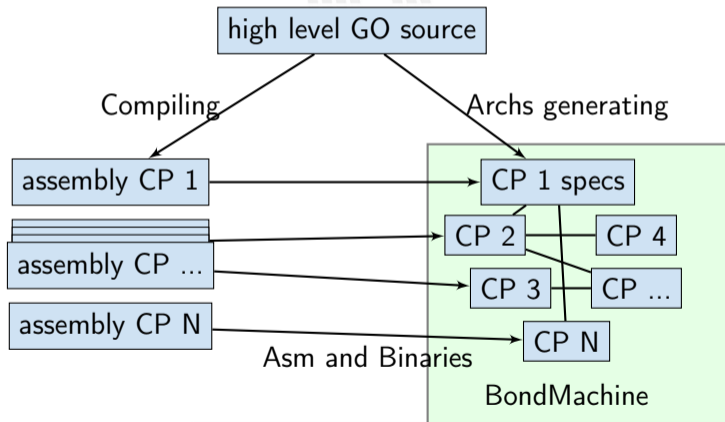 high level GO source
Compiling
Archs generating
assembly CP 1
CP 1 specs
CP 2
CP 4
assembly CP ...
CP 3
CP ...
assembly CP N
CP N
Asm and Binaries
BondMachine